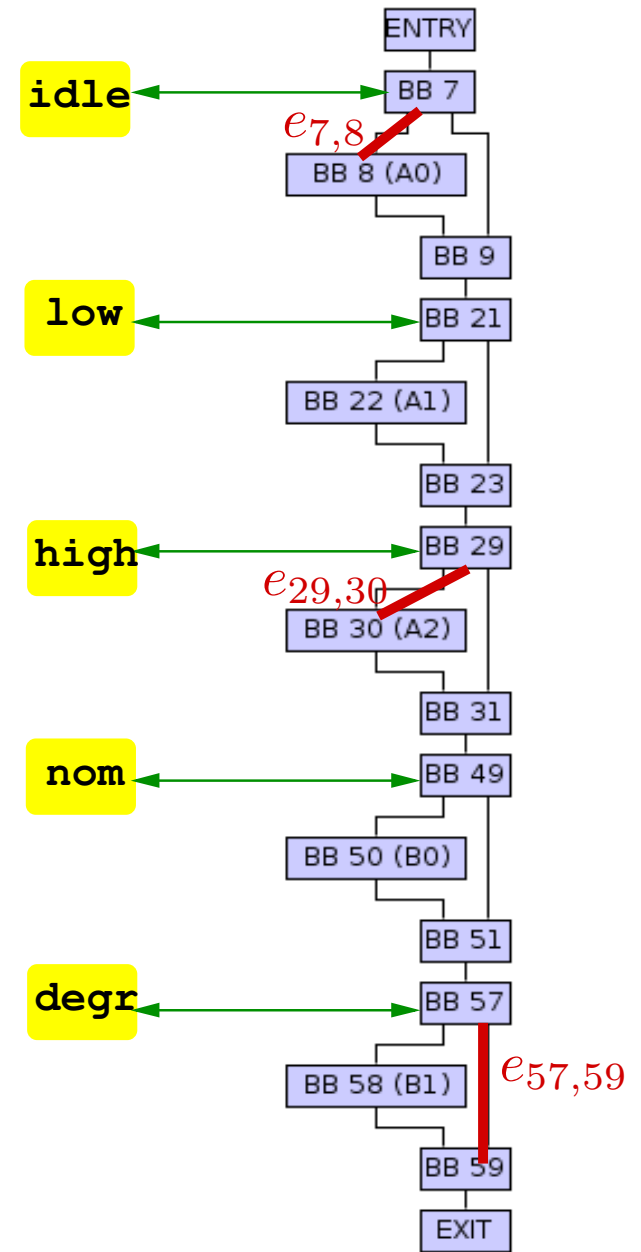 ENTRY
idle
BB 7
e7,8
BB 8 (A0)
BB 9
low
BB 21
BB 22 (A1)
BB 23
high
BB 29
e29,30
BB 30 (A2)
BB 31
nom
BB 49
BB 50 (B0)
BB 51
degr
BB 57
BB 58 (B1)
e57,59
BB 59
EXIT